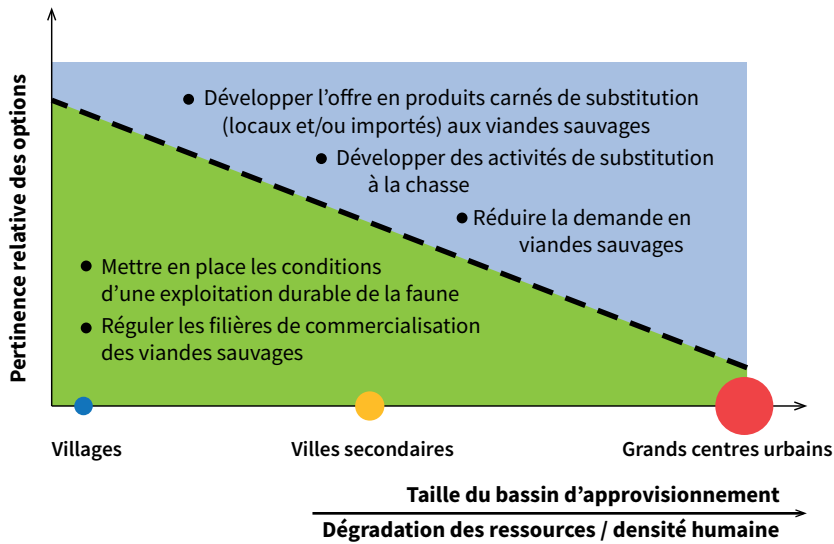 Pertinence relative des options
● Développer l’offre en produits carnés de substitution
(locaux et/ou importés) aux viandes sauvages
● Développer des activités de substitution
à la chasse
● Réduire la demande en
viandes sauvages
● Mettre en place les conditions
d’une exploitation durable de la faune
● Réguler les filières de commercialisation
des viandes sauvages
Villages
Villes secondaires
Grands centres urbains
Taille du bassin d’approvisionnement
Dégradation des ressources / densité humaine